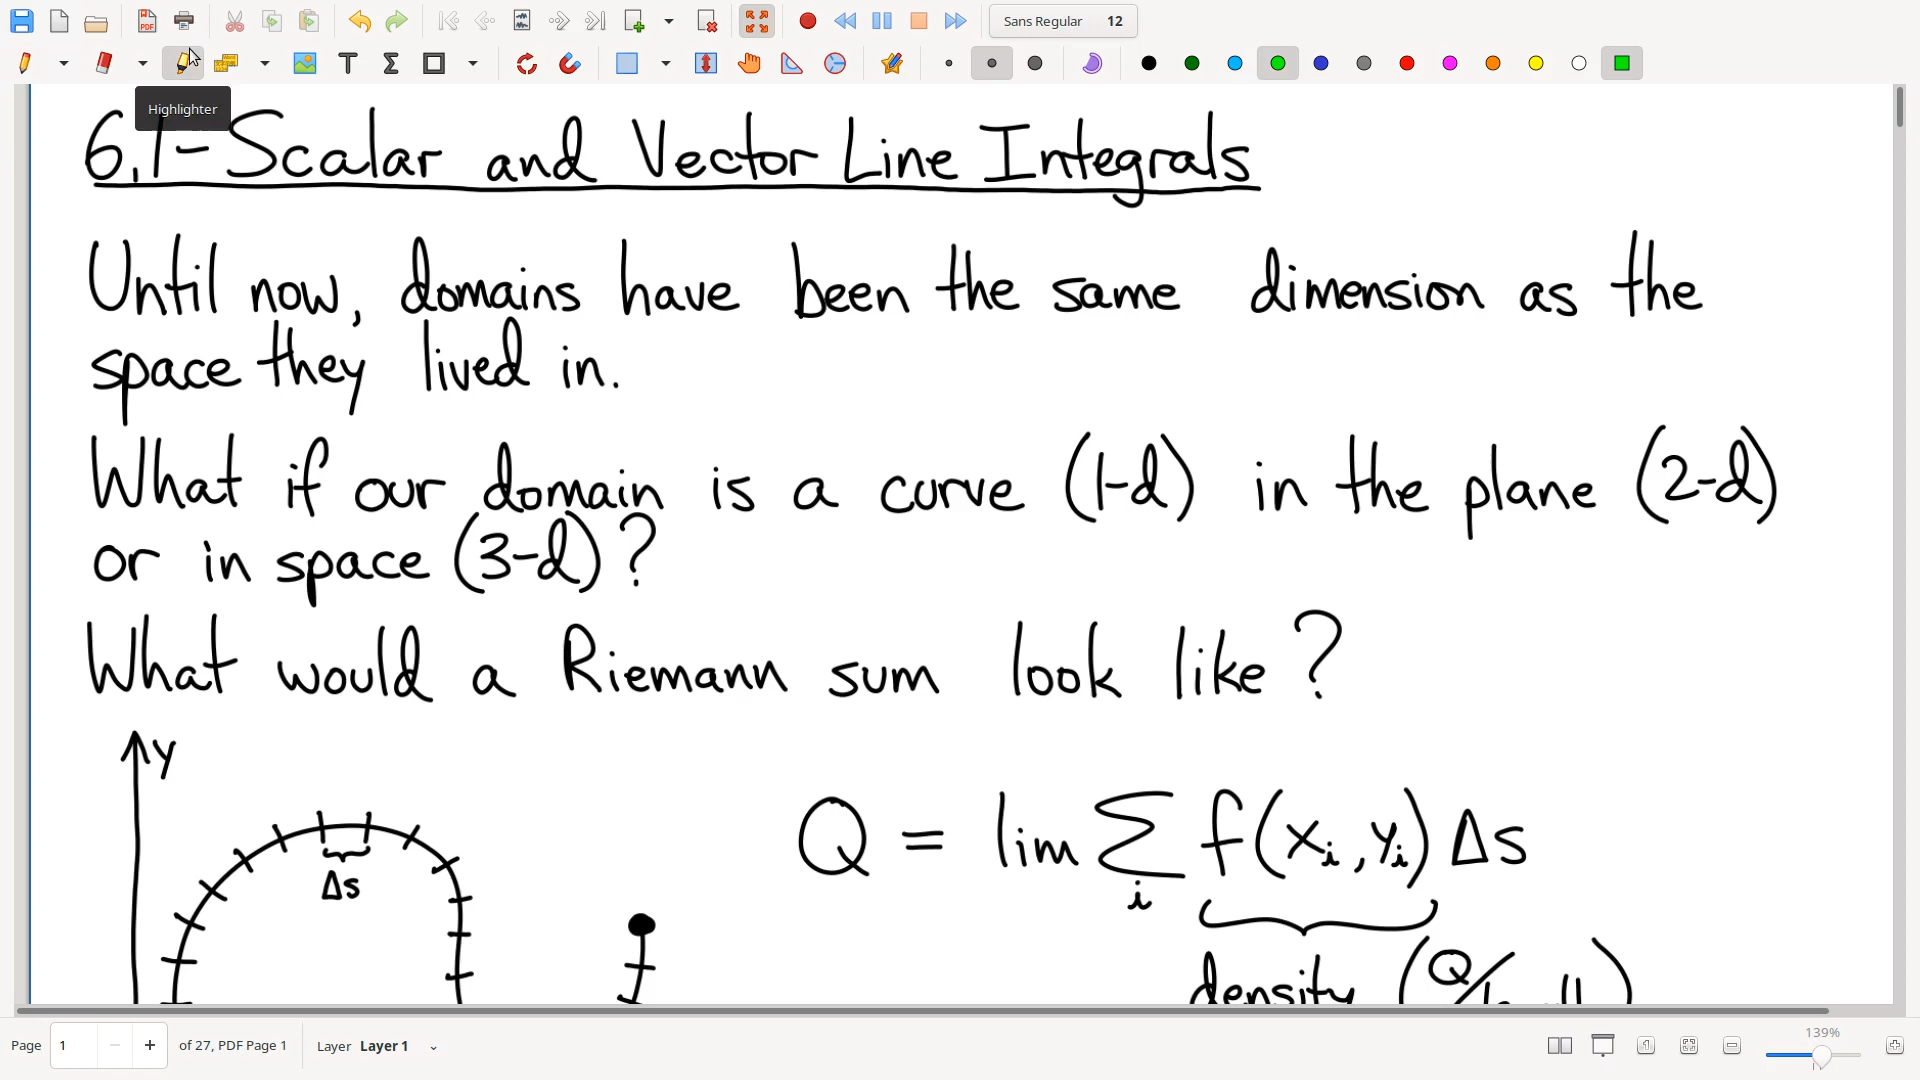 Sans Regular 12
Highlighter
6.1-Scalar and Vector Line Integrals
Until now, domains have been the same dimension as the
space they lived in.
What if our domain is a curve (1-d) in the plane (2-d)
or in space (3-d)?
What would a Riemann sum look like?
y
Δs
Q = lim ∑ f(xᵢ,yᵢ) Δs
i
density (Q/
Page 1 of 27, PDF Page 1 Layer Layer 1 139%